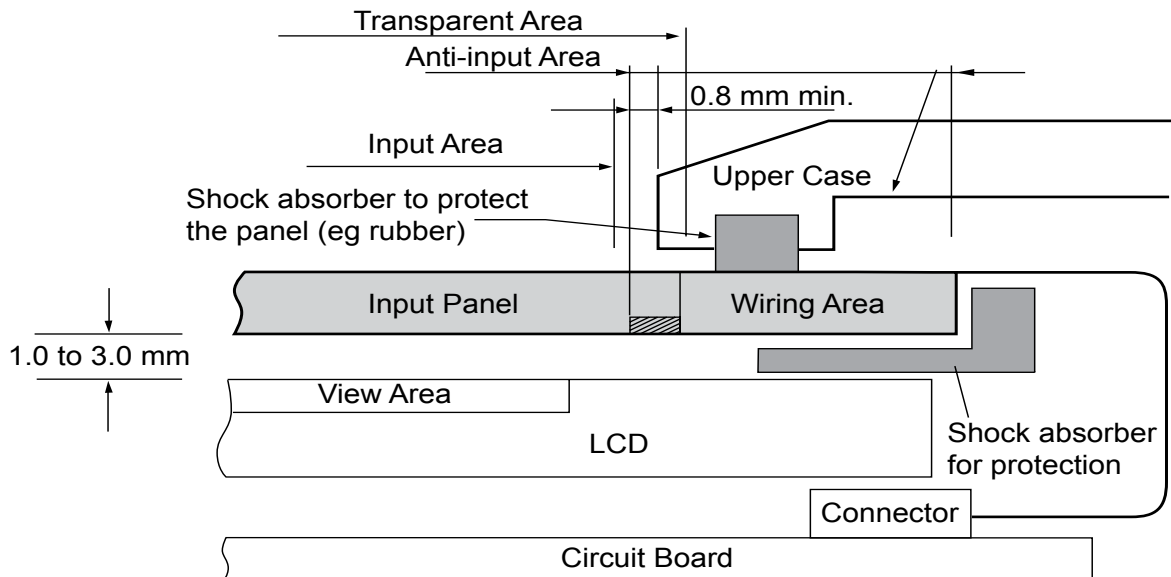 Transparent Area
Anti-input Area
0.8 mm min.
Input Area
Upper Case
Shock absorber to protect
the panel (eg rubber)
Input Panel
Wiring Area
1.0 to 3.0 mm
View Area
LCD
Shock absorber
for protection
Connector
Circuit Board